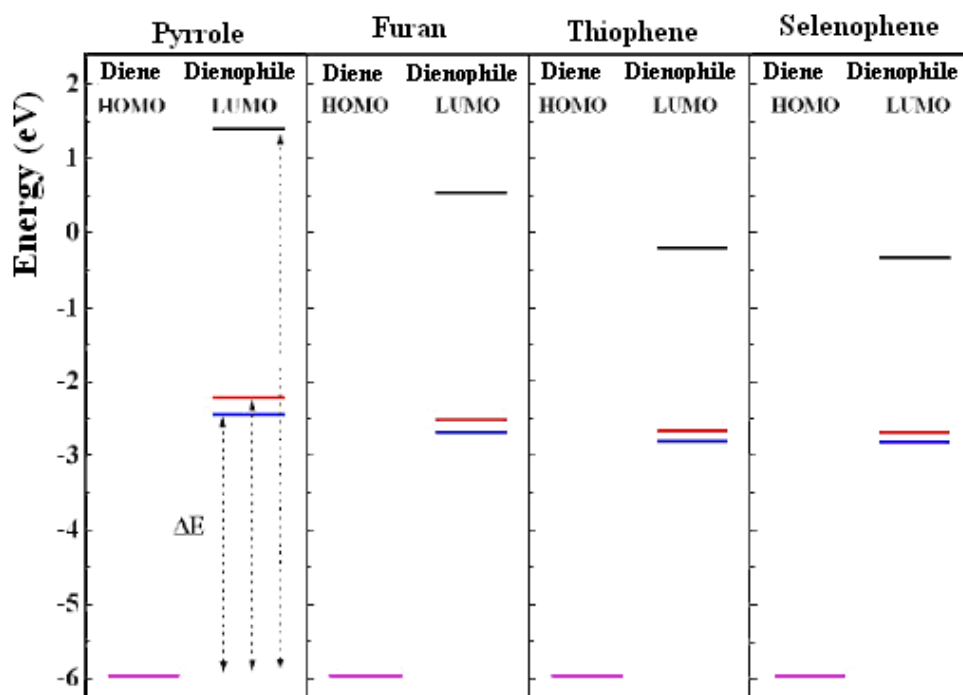 Pyrrole Furan Thiophene Selenophene
Diene Dienophile Diene Dienophile Diene Dienophile Diene Dienophile
HOMO LUMO HOMO LUMO HOMO LUMO HOMO LUMO
Energy (eV)
2
1
0
-1
-2
-3
-4
ΔE
-5
-6